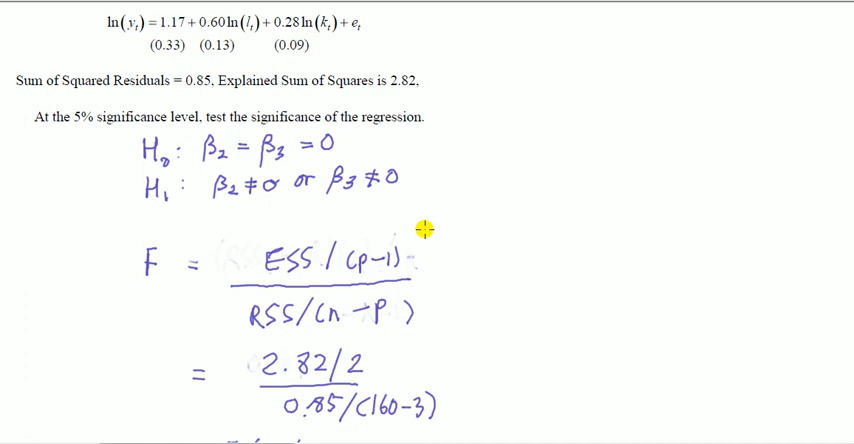 ln(y_t) = 1.17 + 0.60 ln(l_t) + 0.28 ln(k_t) + e_t
(0.33) (0.13) (0.09)
Sum of Squared Residuals = 0.85, Explained Sum of Squares is 2.82,
At the 5% significance level, test the significance of the regression.
H₀: β₂ = β₃ = 0
H₁: β₂ ≠ 0 or β₃ ≠ 0
F = ESS/(p-1)
RSS/(n-p)
= 2.82/2
0.85/(160-3)